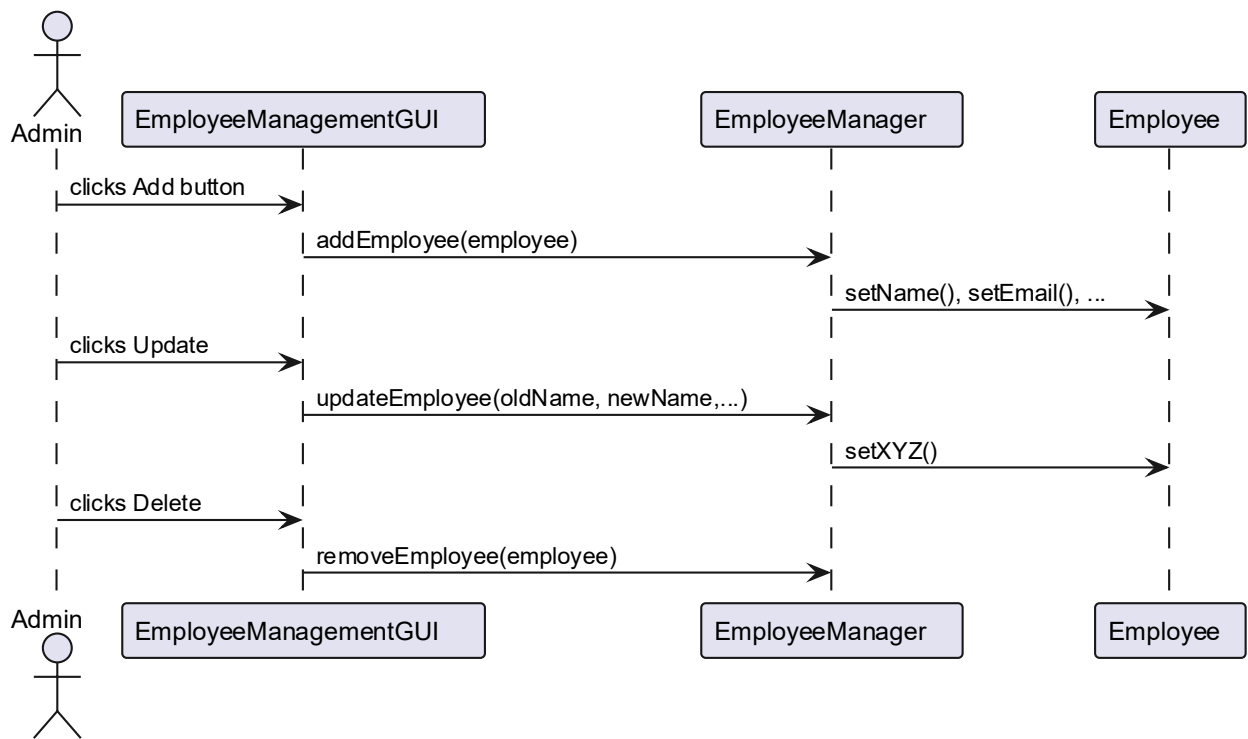 Admin
EmployeeManagementGUI
EmployeeManager
Employee
clicks Add button
addEmployee(employee)
setName(), setEmail(), ...
clicks Update
updateEmployee(oldName, newName,...)
setXYZ()
clicks Delete
removeEmployee(employee)
Admin
EmployeeManagementGUI
EmployeeManager
Employee